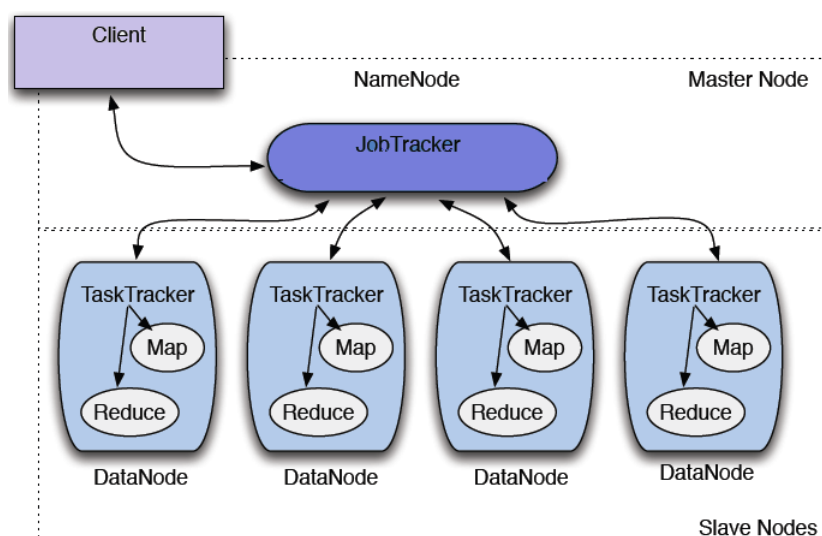 Client
NameNode Master Node
JobTracker
TaskTracker TaskTracker TaskTracker TaskTracker
Map Map Map Map
Reduce Reduce Reduce Reduce
DataNode DataNode DataNode DataNode
Slave Nodes